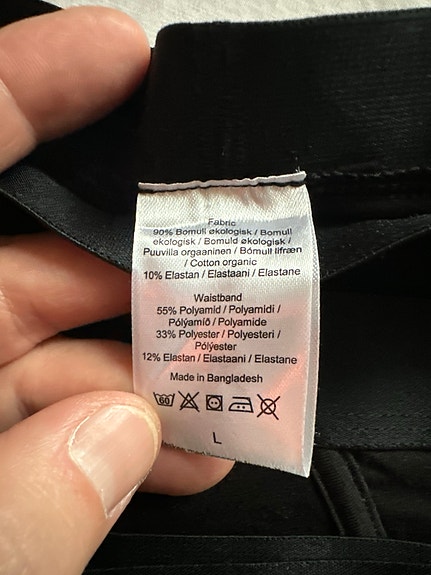 Fabric
90% Bomull økologisk / Bomull
ekologisk / Bomuld økologisk /
Puuvilla orgaaninen / Bómull lífræn
/ Cotton organic
10% Elastan / Elastaani / Elastane
Waistband
55% Polyamid / Polyamidi /
Pólýamíð / Polyamide
33% Polyester / Polyesteri /
Pólýester
12% Elastan / Elastaani / Elastane
Made in Bangladesh
60
L